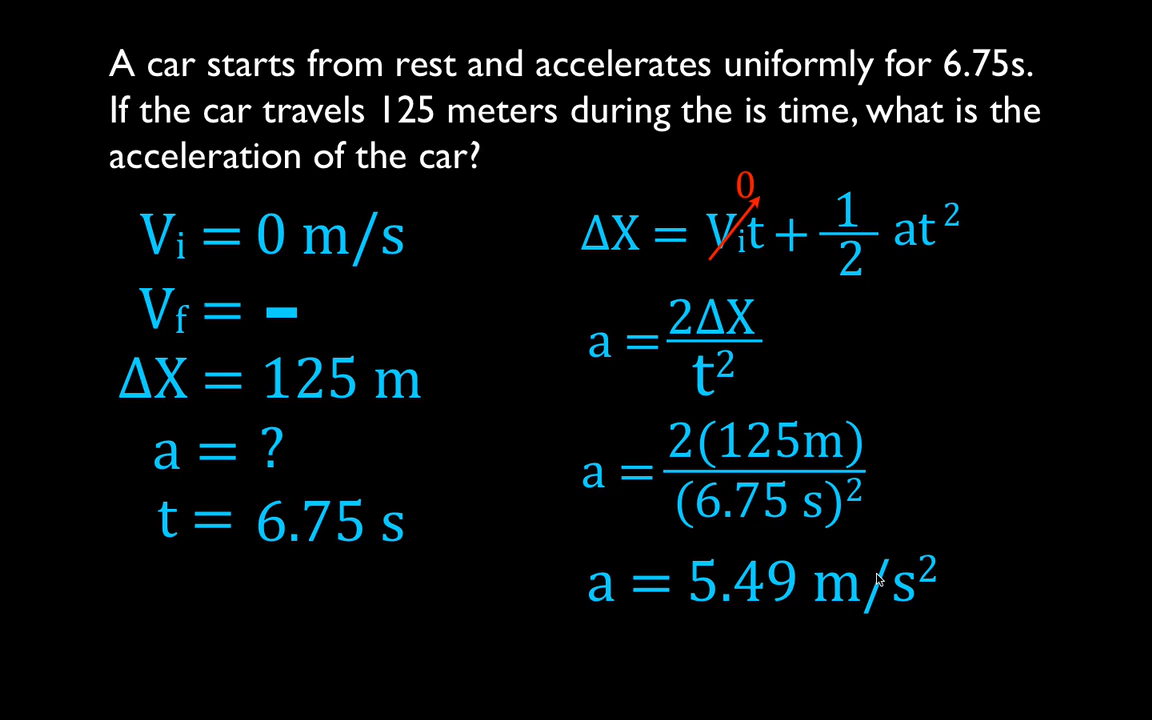 A car starts from rest and accelerates uniformly for 6.75s.
If the car travels 125 meters during the is time, what is the
acceleration of the car?
Vᵢ = 0 m/s
V_f = -
ΔX = 125 m
a = ?
t = 6.75 s
0
ΔX = Vᵢt + 1/2 at²
a = 2ΔX/t²
a = 2(125m)/(6.75 s)²
a = 5.49 m/s²